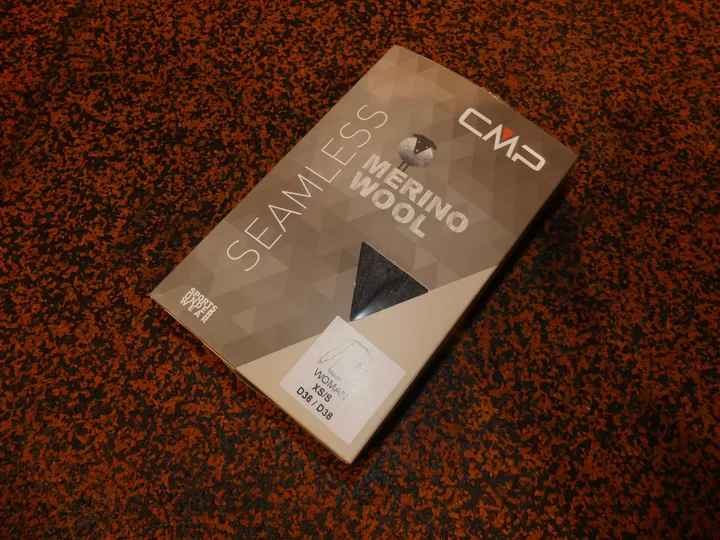 CMP
SEAMLESS
MERINO
WOOL
SPORTS
UNDER
WEAR
WOMAN
XS/S
D36 / D38